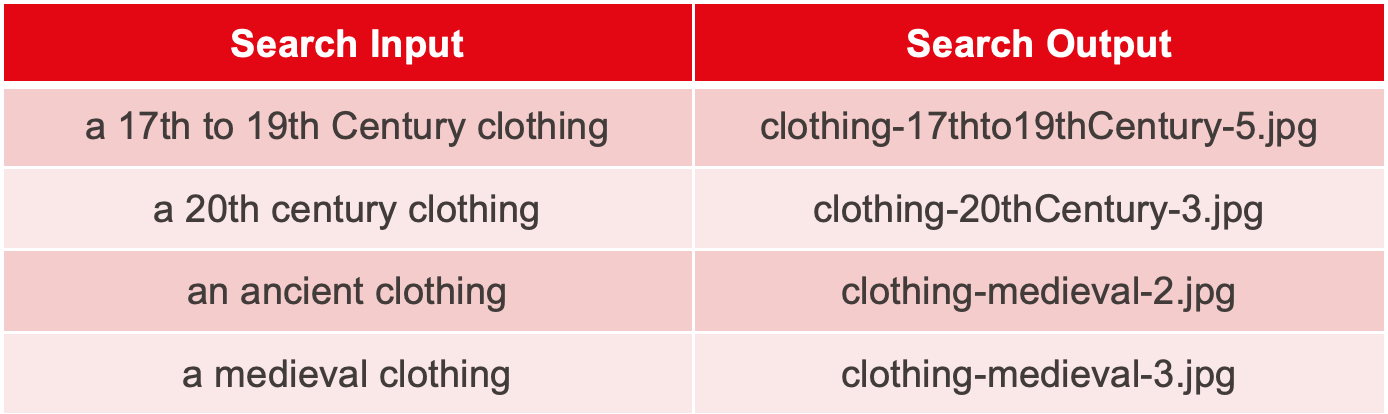 Search Input Search Output
a 17th to 19th Century clothing clothing-17thto19thCentury-5.jpg
a 20th century clothing clothing-20thCentury-3.jpg
an ancient clothing clothing-medieval-2.jpg
a medieval clothing clothing-medieval-3.jpg